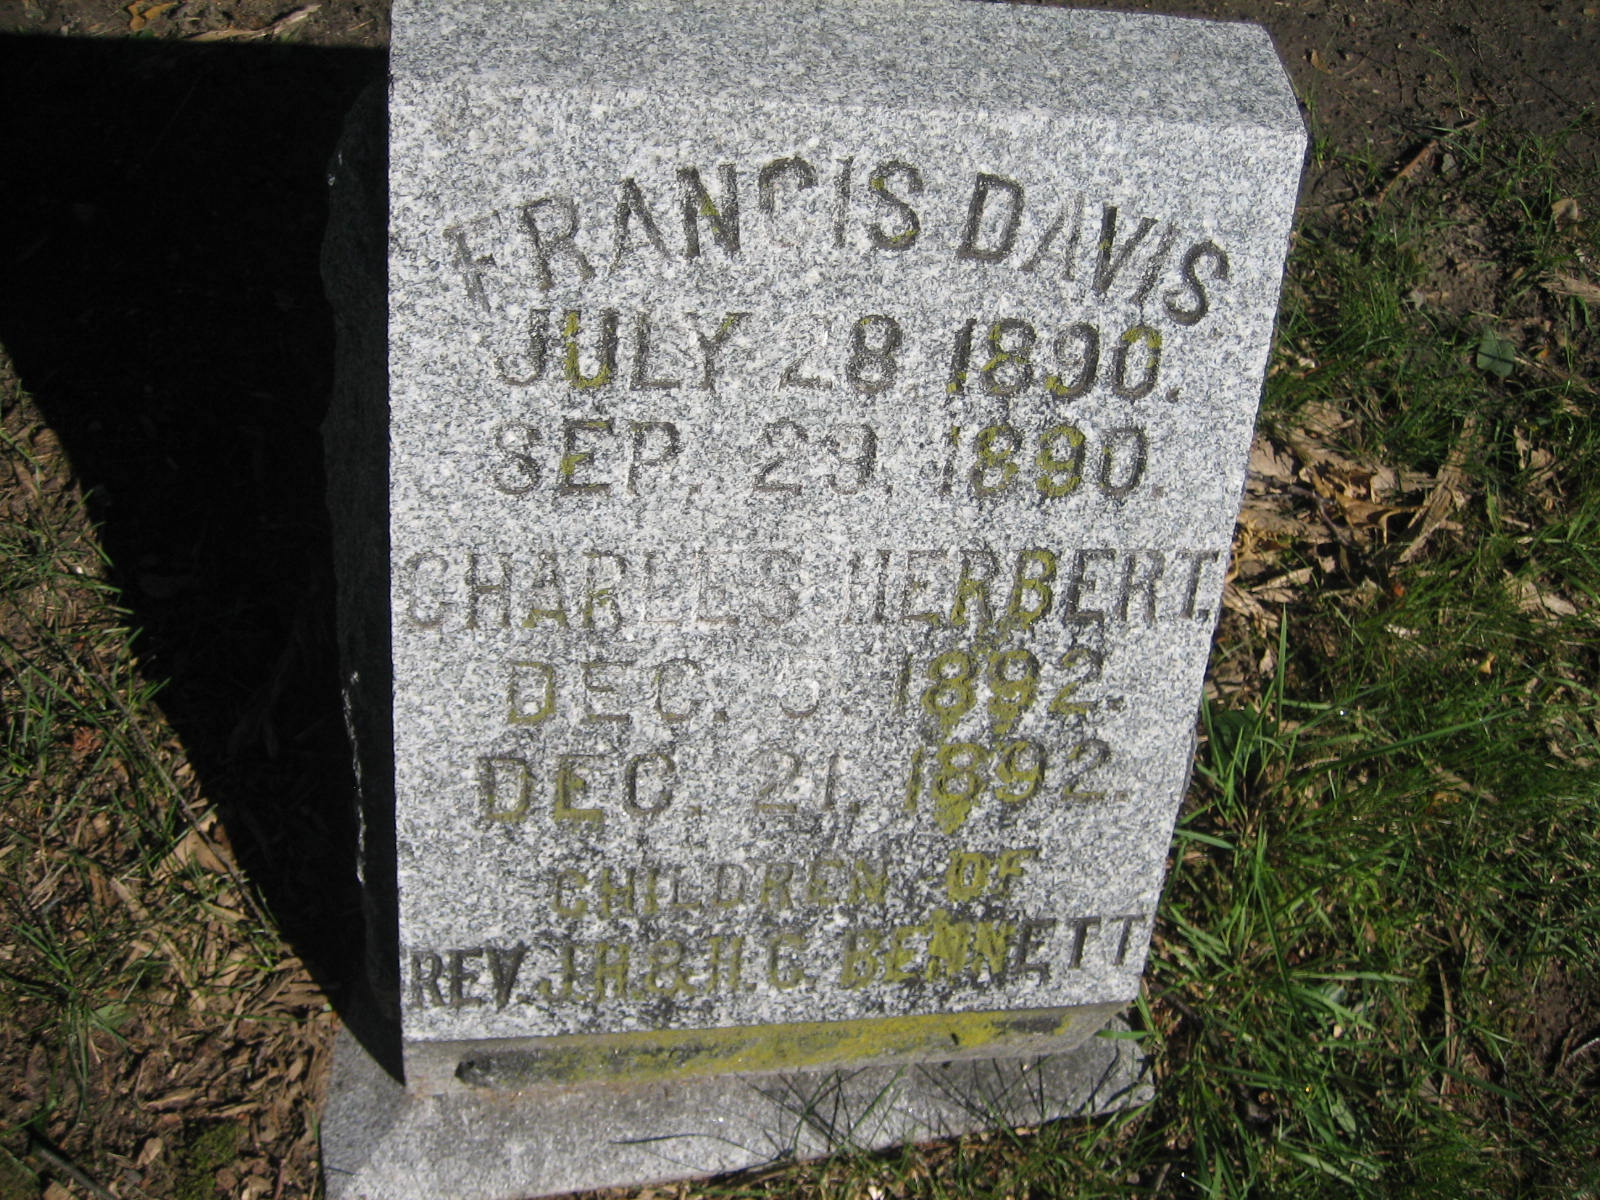 FRANCIS DAVIS
JULY 28. 1890.
SEP. 29. 1890.
CHARLES HERBERT,
DEC. 5. 1892.
DEC. 21, 1892.
CHILDREN OF
REV. J.H. & H. C. BENNETT